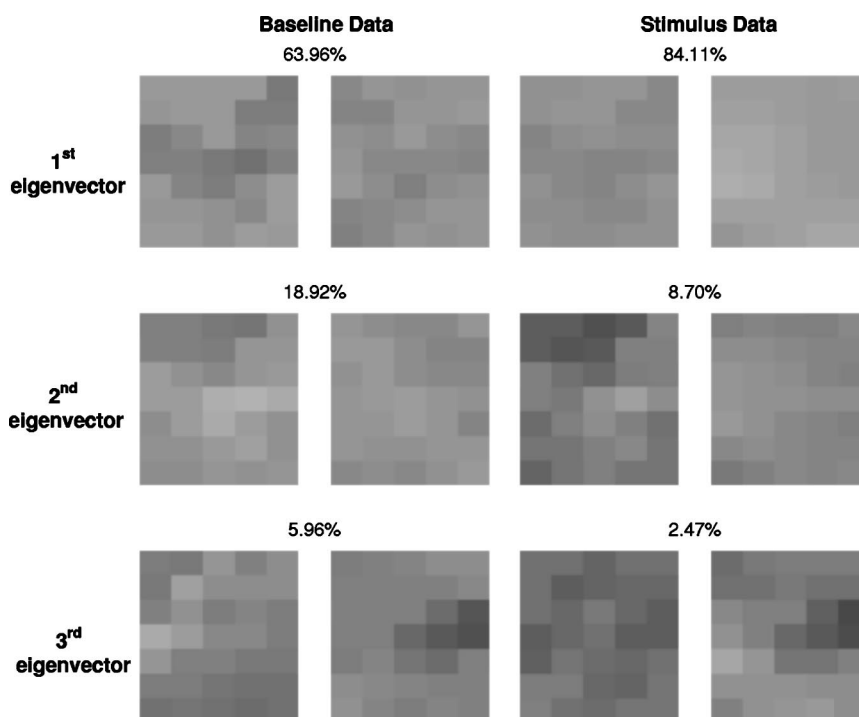 Baseline Data
Stimulus Data
63.96%
84.11%
1st
eigenvector
18.92%
8.70%
2nd
eigenvector
5.96%
2.47%
3rd
eigenvector